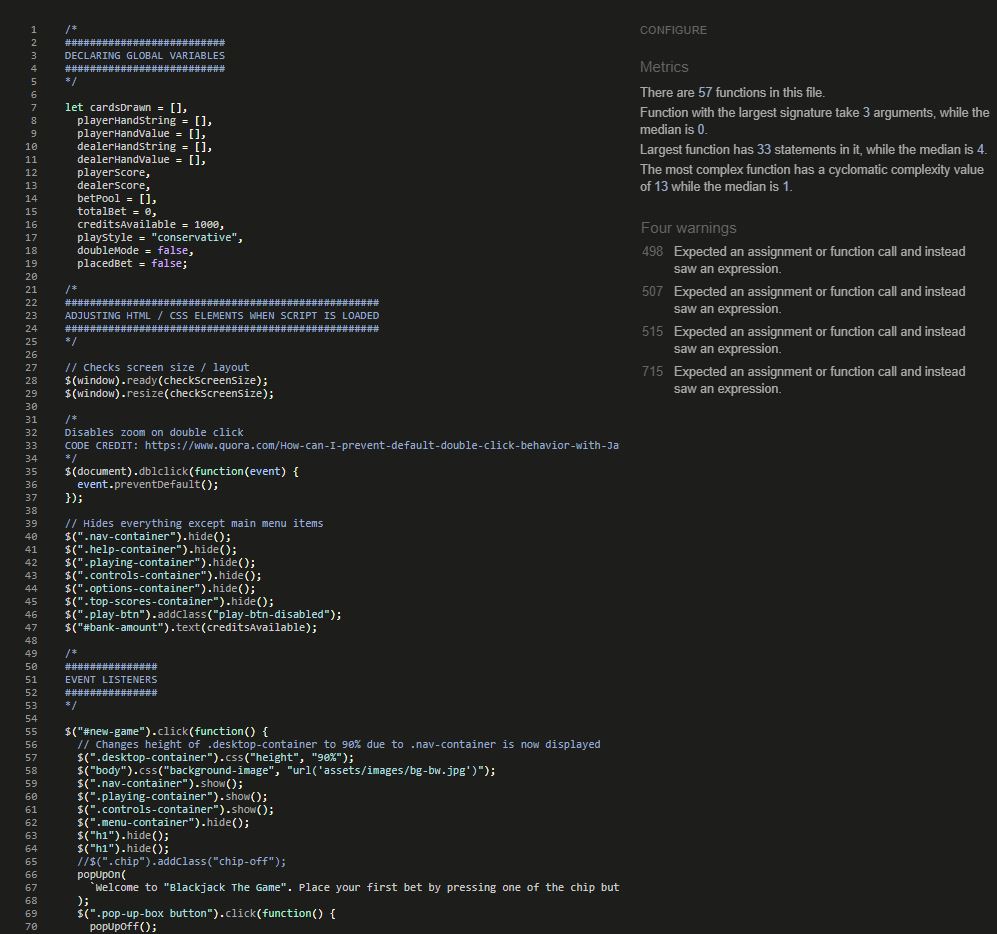 1 /*
2 ##########################
3 DECLARING GLOBAL VARIABLES
4 ##########################
5 */
6
7 let cardsDrawn = [],
8 playerHandString = [],
9 playerHandValue = [],
10 dealerHandString = [],
11 dealerHandValue = [],
12 playerScore,
13 dealerScore,
14 betPool = [],
15 totalBet = 0,
16 creditsAvailable = 1000,
17 playStyle = "conservative",
18 doubleMode = false,
19 placedBet = false;
20
21 /*
22 ###################################################
23 ADJUSTING HTML / CSS ELEMENTS WHEN SCRIPT IS LOADED
24 ###################################################
25 */
26
27 // Checks screen size / layout
28 $(window).ready(checkScreenSize);
29 $(window).resize(checkScreenSize);
30
31 /*
32 Disables zoom on double click
33 CODE CREDIT: https://www.quora.com/How-can-I-prevent-default-double-click-behavior-with-Ja
34 */
35 $(document).dblclick(function(event) {
36 event.preventDefault();
37 });
38
39 // Hides everything except main menu items
40 $(".nav-container").hide();
41 $(".help-container").hide();
42 $(".playing-container").hide();
43 $(".controls-container").hide();
44 $(".options-container").hide();
45 $(".top-scores-container").hide();
46 $(".play-btn").addClass("play-btn-disabled");
47 $("#bank-amount").text(creditsAvailable);
48
49 /*
50 ###############
51 EVENT LISTENERS
52 ###############
53 */
54
55 $("#new-game").click(function() {
56 // Changes height of .desktop-container to 90% due to .nav-container is now displayed
57 $(".desktop-container").css("height", "90%");
58 $("body").css("background-image", "url('assets/images/bg-bw.jpg')");
59 $(".nav-container").show();
60 $(".playing-container").show();
61 $(".controls-container").show();
62 $(".menu-container").hide();
63 $("h1").hide();
64 $("h1").hide();
65 //$(".chip").addClass("chip-off");
66 popUpOn(
67 `Welcome to "Blackjack The Game". Place your first bet by pressing one of the chip but
68 );
69 $(".pop-up-box button").click(function() {
70 popUpOff();
CONFIGURE
Metrics
There are 57 functions in this file.
Function with the largest signature take 3 arguments, while the
median is 0.
Largest function has 33 statements in it, while the median is 4.
The most complex function has a cyclomatic complexity value
of 13 while the median is 1.
Four warnings
498 Expected an assignment or function call and instead
saw an expression.
507 Expected an assignment or function call and instead
saw an expression.
515 Expected an assignment or function call and instead
saw an expression.
715 Expected an assignment or function call and instead
saw an expression.